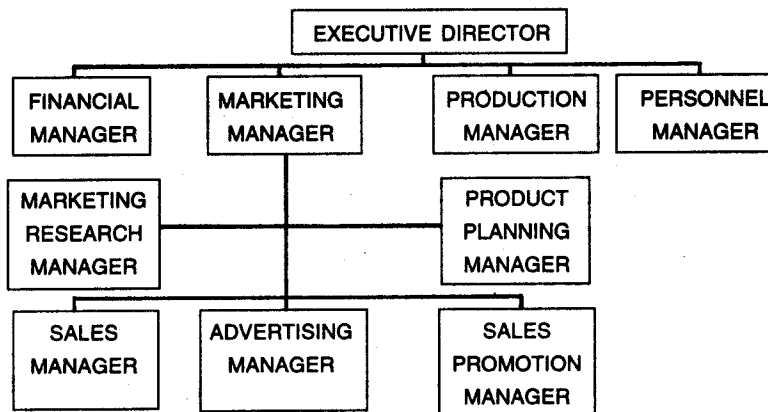 EXECUTIVE DIRECTOR
FINANCIAL
MANAGER
MARKETING
MANAGER
PRODUCTION
MANAGER
PERSONNEL
MANAGER
MARKETING
RESEARCH
MANAGER
PRODUCT
PLANNING
MANAGER
SALES
MANAGER
ADVERTISING
MANAGER
SALES
PROMOTION
MANAGER